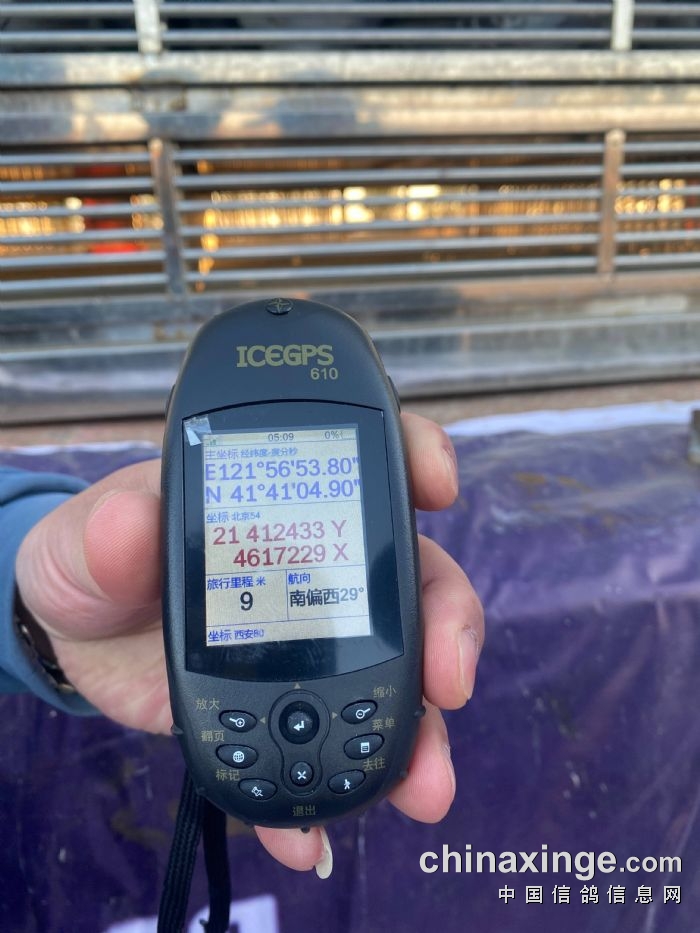 ICEGPS
610
05:09 0%
主坐标 经纬度-度分秒
E121°56'53.80"
N 41°41'04.90"
坐标 北京54
21 412433 Y
4617229 X
旅行里程 米 航向
9 南偏西29°
坐标 西安80
放大 缩小
翻页 菜单
标记 去往
退出
chinaxinge.com
中国信鸽信息网